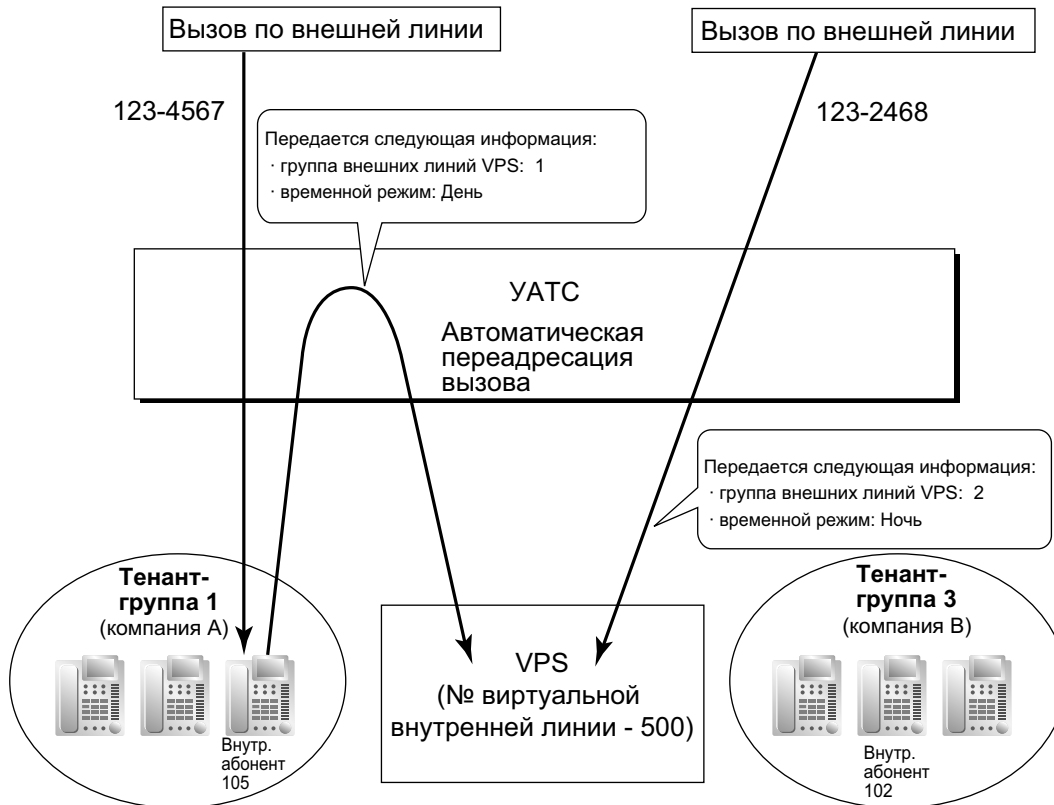 Вызов по внешней линии
Вызов по внешней линии
123-4567
123-2468
Передается следующая информация:
· группа внешних линий VPS: 1
· временной режим: День
УАТС
Автоматическая
переадресация
вызова
Передается следующая информация:
· группа внешних линий VPS: 2
· временной режим: Ночь
Тенант-
группа 1
(компания А)
Внутр.
абонент
105
VPS
(№ виртуальной
внутренней линии - 500)
Тенант-
группа 3
(компания В)
Внутр.
абонент
102